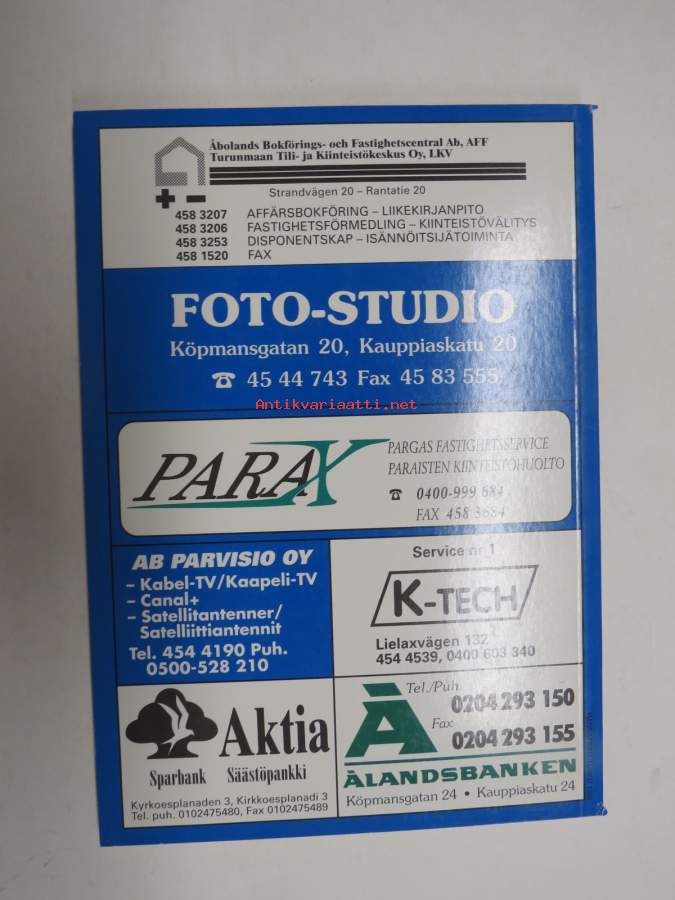 Åbolands Bokförings- och Fastighetscentral Ab, AFF
Turunmaan Tili- ja Kiinteistökeskus Oy, LKV
Strandvägen 20 – Rantatie 20
458 3207 AFFÄRSBOKFÖRING – LIIKEKIRJANPITO
458 3206 FASTIGHETSFÖRMEDLING – KIINTEISTÖVÄLITYS
458 3253 DISPONENTSKAP – ISÄNNÖITSIJÄTOIMINTA
458 1520 FAX
FOTO-STUDIO
Köpmansgatan 20, Kauppiaskatu 20
☎ 45 44 743 Fax 45 83 555
Antikvariaatti.net
PARAX
PARGAS FASTIGHETSSERVICE
PARAISTEN KIINTEISTÖHUOLTO
☎ 0400-999 684
FAX 458 3684
AB PARVISIO OY
– Kabel-TV/Kaapeli-TV
– Canal+
– Satellitantenner/
Satelliittiantennit
Tel. 454 4190 Puh.
0500-528 210
Service nr 1
K-TECH
Lielaxvägen 132
454 4539, 0400 603 340
Aktia
Sparbank Säästöpankki
Kyrkoesplanaden 3, Kirkkoesplanadi 3
Tel. puh. 0102475480, Fax 0102475489
Tel./Puh.
0204 293 150
Fax
0204 293 155
Å
ÅLANDSBANKEN
Köpmansgatan 24 • Kauppiaskatu 24